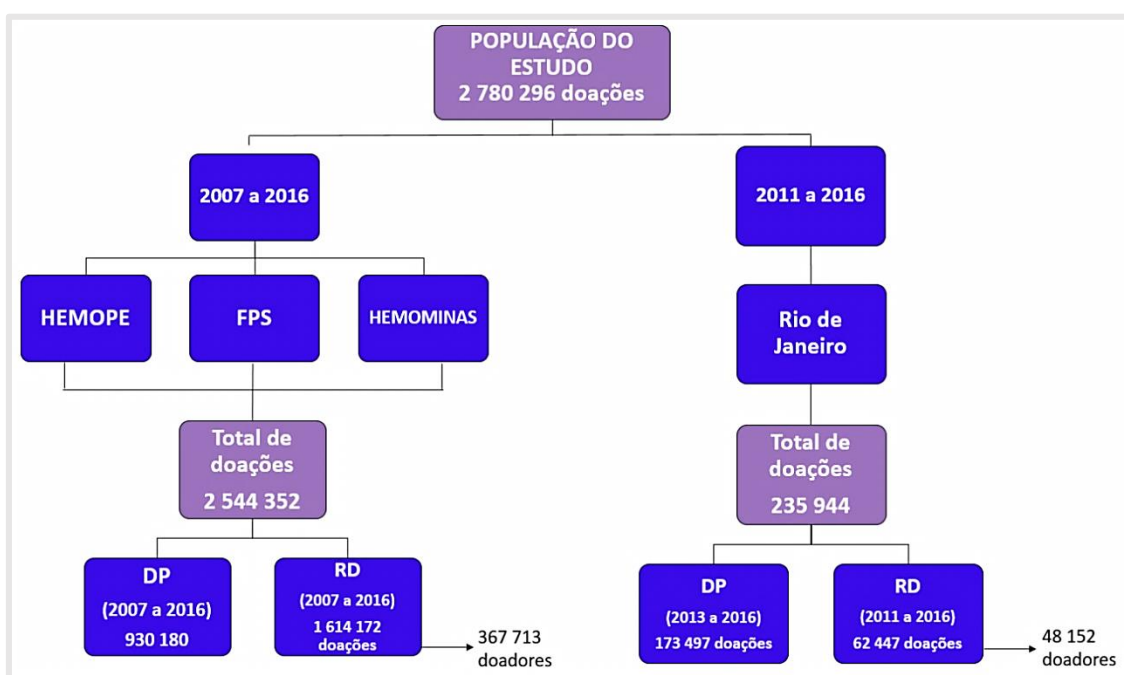 POPULAÇÃO DO
ESTUDO
2 780 296 doações
2007 a 2016
2011 a 2016
HEMOPE
FPS
HEMOMINAS
Rio de
Janeiro
Total de
doações
2 544 352
Total de
doações
235 944
DP
(2007 a 2016)
930 180
RD
(2007 a 2016)
1 614 172
doações
367 713
doadores
DP
(2013 a 2016)
173 497 doações
RD
(2011 a 2016)
62 447 doações
48 152
doadores